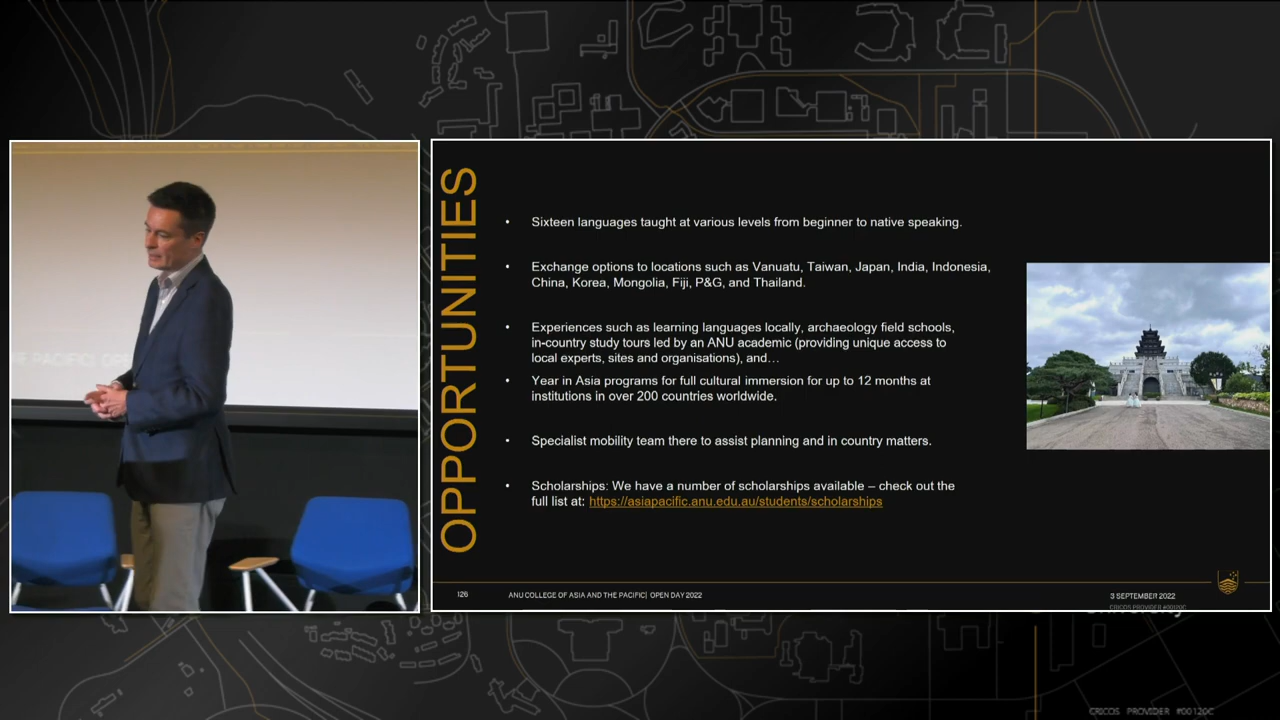 OPPORTUNITIES
• Sixteen languages taught at various levels from beginner to native speaking.
• Exchange options to locations such as Vanuatu, Taiwan, Japan, India, Indonesia,
China, Korea, Mongolia, Fiji, P&G, and Thailand.
• Experiences such as learning languages locally, archaeology field schools,
in-country study tours led by an ANU academic (providing unique access to
local experts, sites and organisations), and…
• Year in Asia programs for full cultural immersion for up to 12 months at
institutions in over 200 countries worldwide.
• Specialist mobility team there to assist planning and in country matters.
• Scholarships: We have a number of scholarships available – check out the
full list at: https://asiapacific.anu.edu.au/students/scholarships
126
ANU COLLEGE OF ASIA AND THE PACIFIC| OPEN DAY 2022
3 SEPTEMBER 2022
CRICOS PROVIDER #00120C
CRICOS PROVIDER #00120C